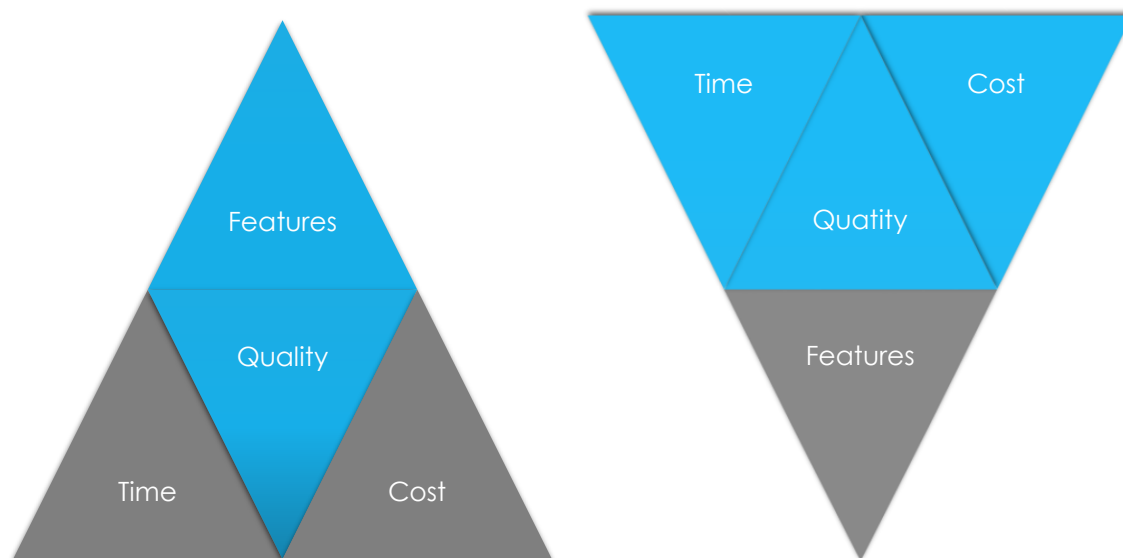 Features
Quality
Time
Cost
Time
Cost
Quatity
Features